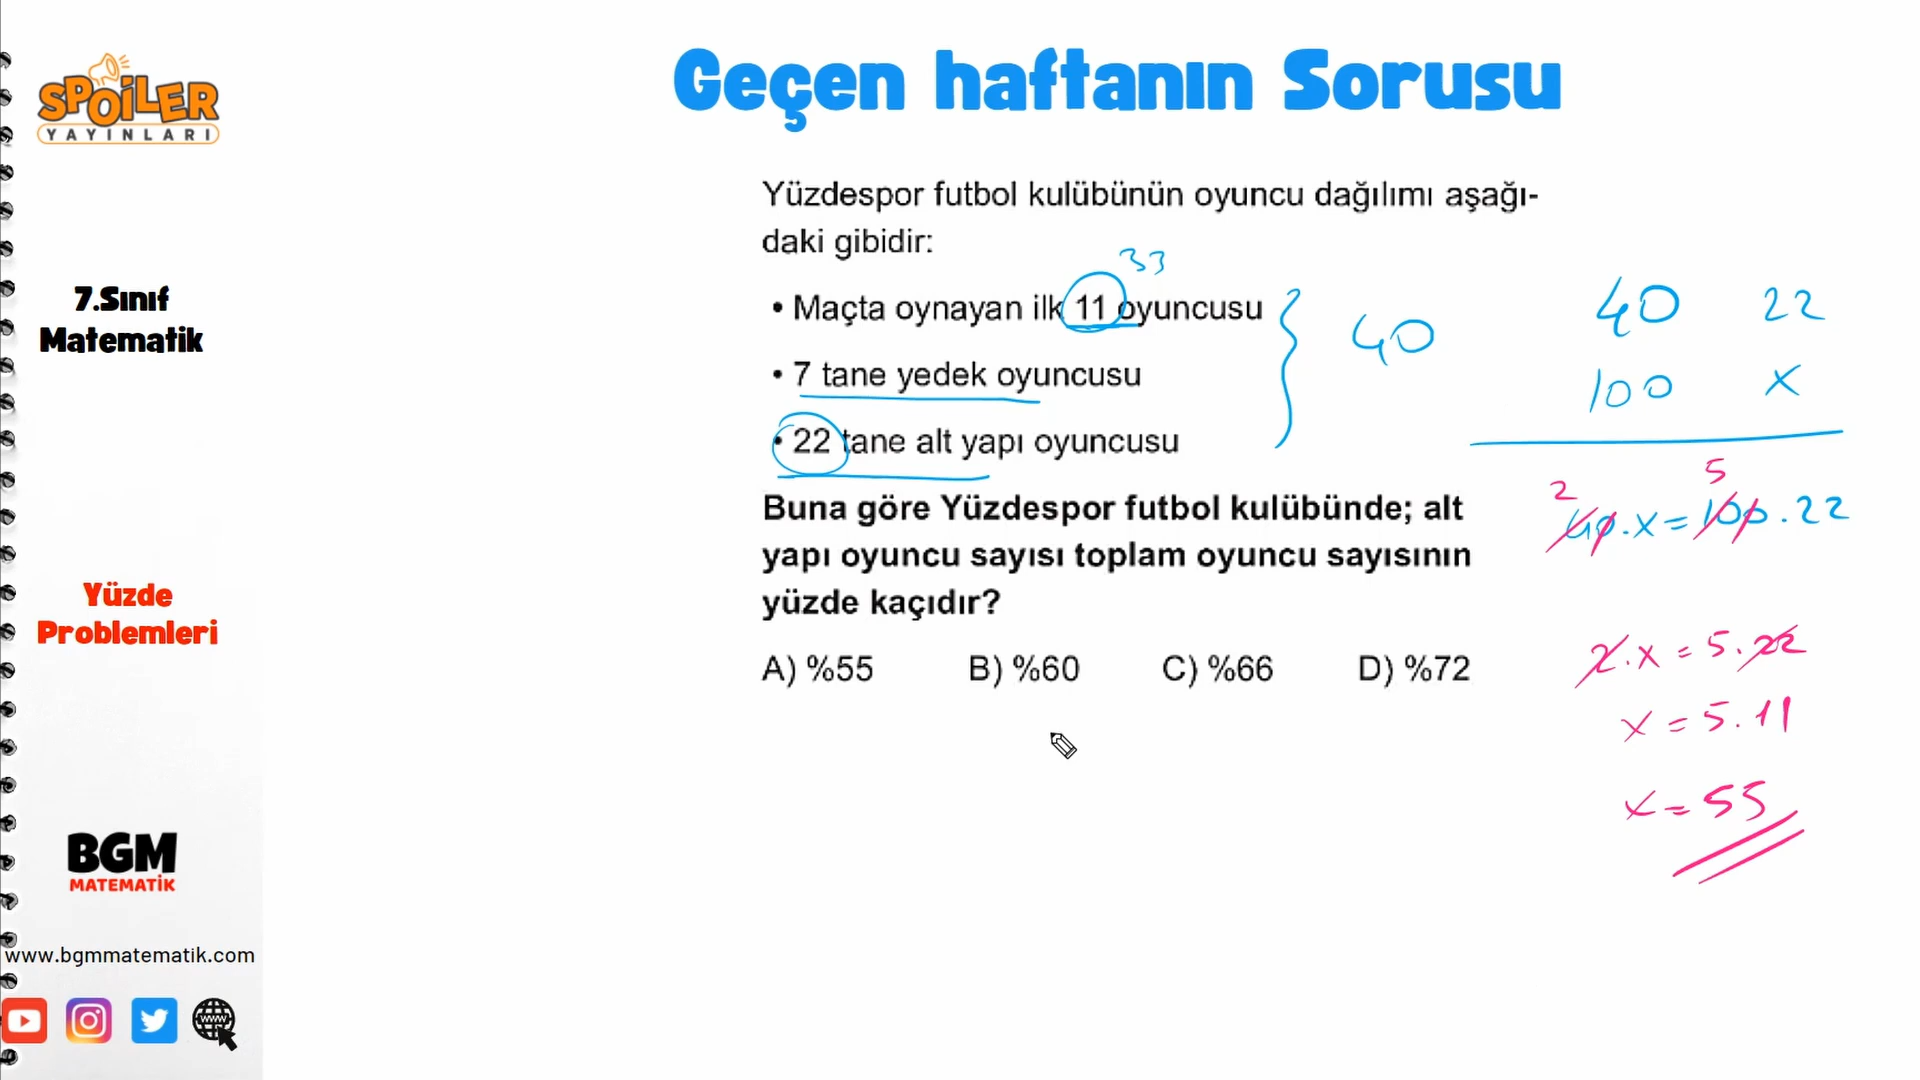 SPOiLER
YAYINLARI
7.Sınıf
Matematik
Yüzde
Problemleri
BGM
MATEMATİK
www.bgmmatematik.com
www
Geçen haftanın Sorusu
Yüzdespor futbol kulübünün oyuncu dağılımı aşağı-
daki gibidir:
33
• Maçta oynayan ilk 11 oyuncusu
• 7 tane yedek oyuncusu
• 22 tane alt yapı oyuncusu
40
Buna göre Yüzdespor futbol kulübünde; alt
yapı oyuncu sayısı toplam oyuncu sayısının
yüzde kaçıdır?
A) %55 B) %60 C) %66 D) %72
40 22
100 x
2 5
40.x=100.22
2.x=5.22
x=5.11
x=55